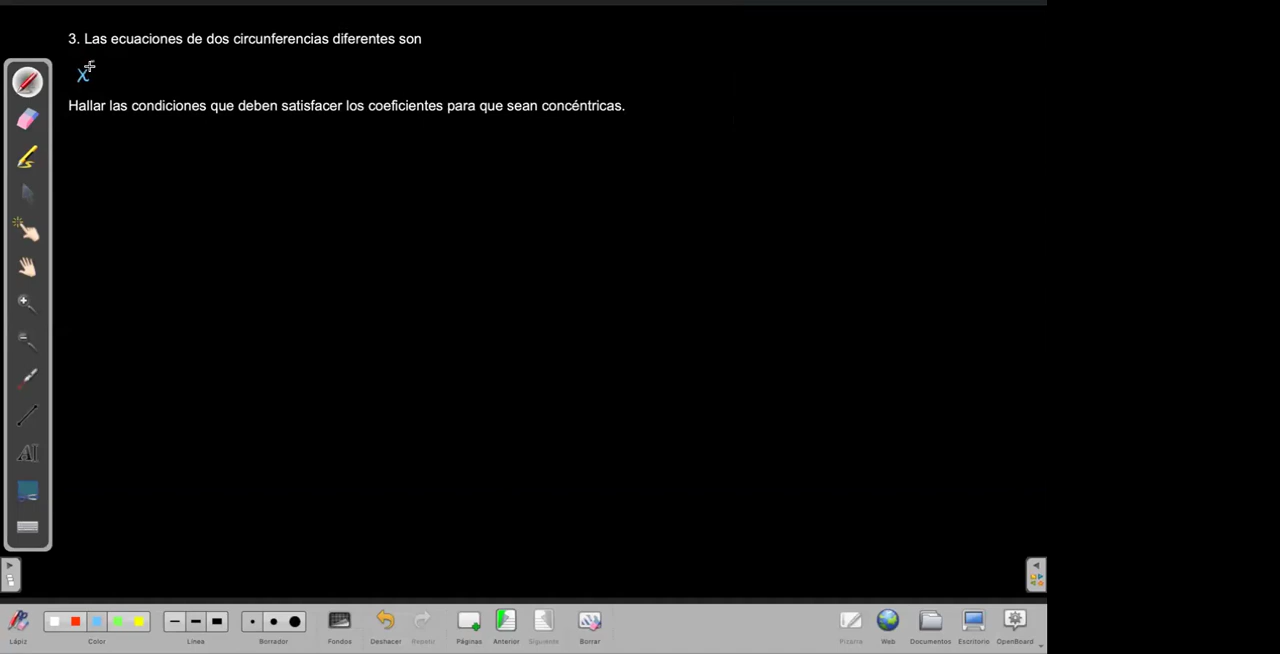 3. Las ecuaciones de dos circunferencias diferentes son
x
Hallar las condiciones que deben satisfacer los coeficientes para que sean concéntricas.
Lápiz Color Línea Borrador Fondos Deshacer Repetir Páginas Anterior Siguiente Borrar Pizarra Web Documentos Escritorio OpenBoard